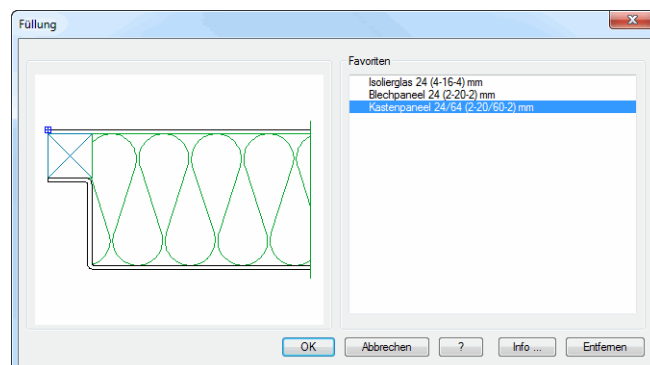 Füllung
Favoriten
Isolierglas 24 (4-16-4) mm
Blechpaneel 24 (2-20-2) mm
Kastenpaneel 24/64 (2-20/60-2) mm
OK
Abbrechen
?
Info ...
Entfernen